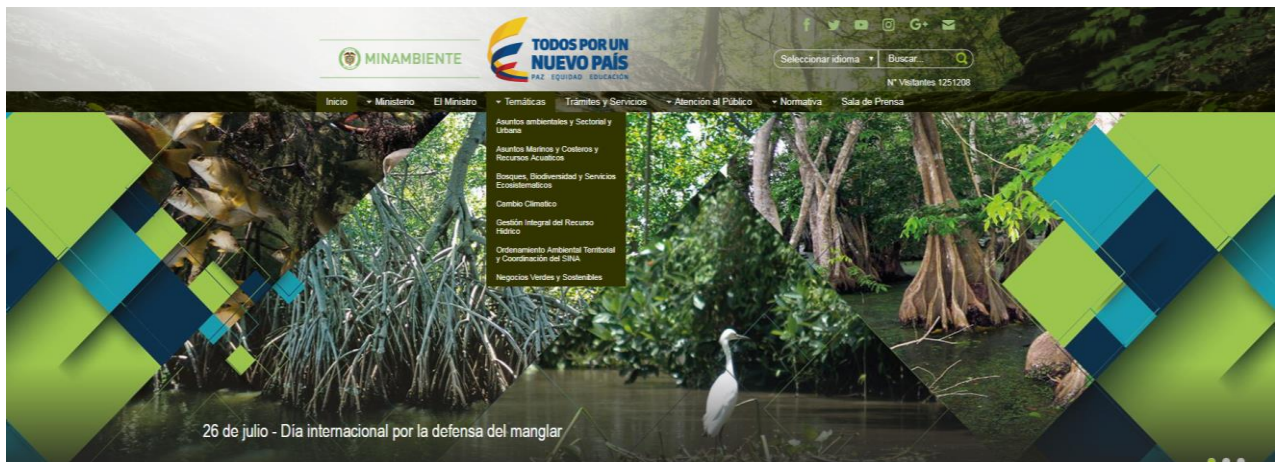 MINAMBIENTE
TODOS POR UN
NUEVO PAÍS
PAZ EQUIDAD EDUCACIÓN
G+
Seleccionar idioma
Buscar...
N° Visitantes 1251208
Inicio
Ministerio
El Ministro
Temáticas
Trámites y Servicios
Atención al Público
Normativa
Sala de Prensa
Asuntos ambientales y Sectorial y
Urbana
Asuntos Marinos y Costeros y
Recursos Acuaticos
Bosques, Biodiversidad y Servicios
Ecosistematicos
Cambio Climatico
Gestión Integral del Recurso
Hidrico
Ordenamiento Ambiental Territorial
y Coordinación del SINA
Negocios Verdes y Sostenibles
26 de julio - Dia internacional por la defensa del manglar